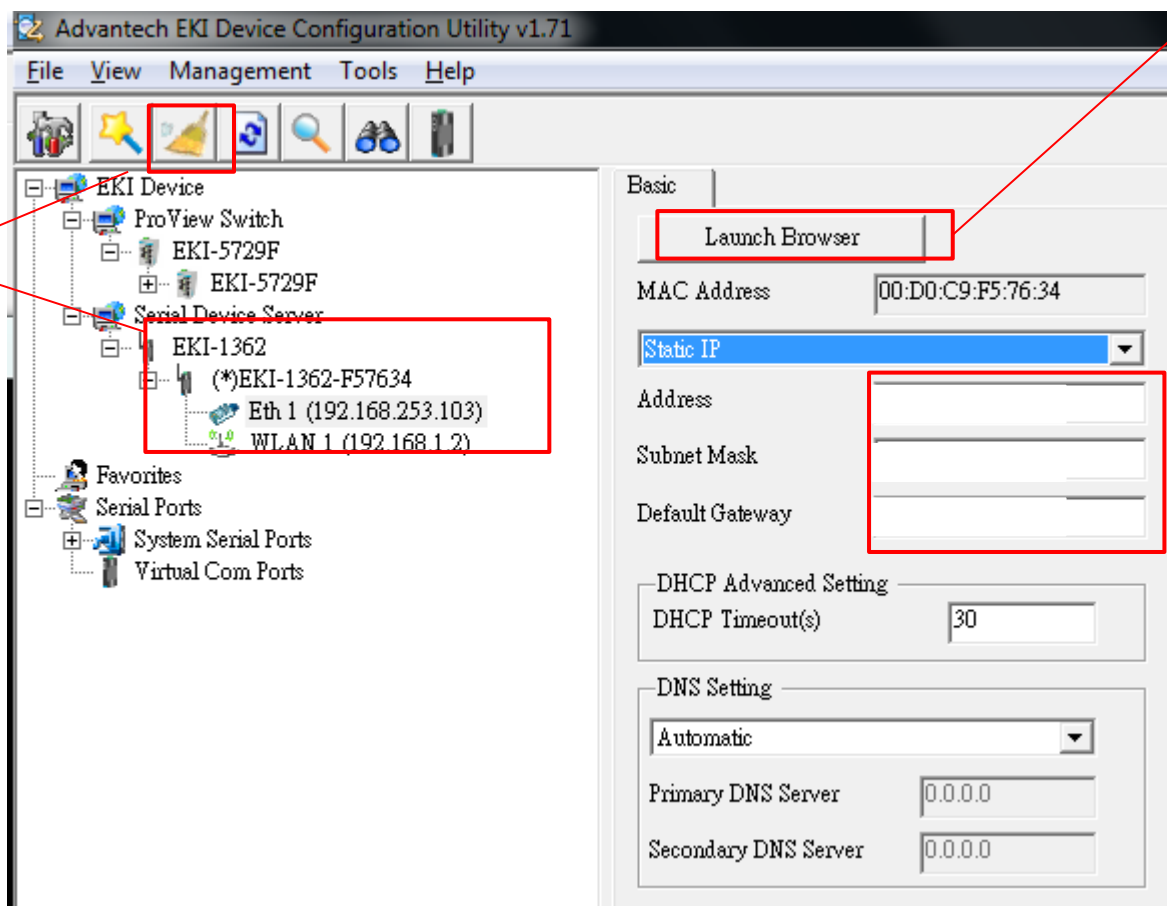 Advantech EKI Device Configuration Utility v1.71
File View Management Tools Help
EKI Device
ProView Switch
EKI-5729F
EKI-5729F
Serial Device Server
EKI-1362
(*)EKI-1362-F57634
Eth 1 (192.168.253.103)
WLAN 1 (192.168.1.2)
Favorites
Serial Ports
System Serial Ports
Virtual Com Ports
Basic
Launch Browser
MAC Address 00:D0:C9:F5:76:34
Static IP
Address
Subnet Mask
Default Gateway
DHCP Advanced Setting
DHCP Timeout(s) 30
DNS Setting
Automatic
Primary DNS Server 0.0.0.0
Secondary DNS Server 0.0.0.0